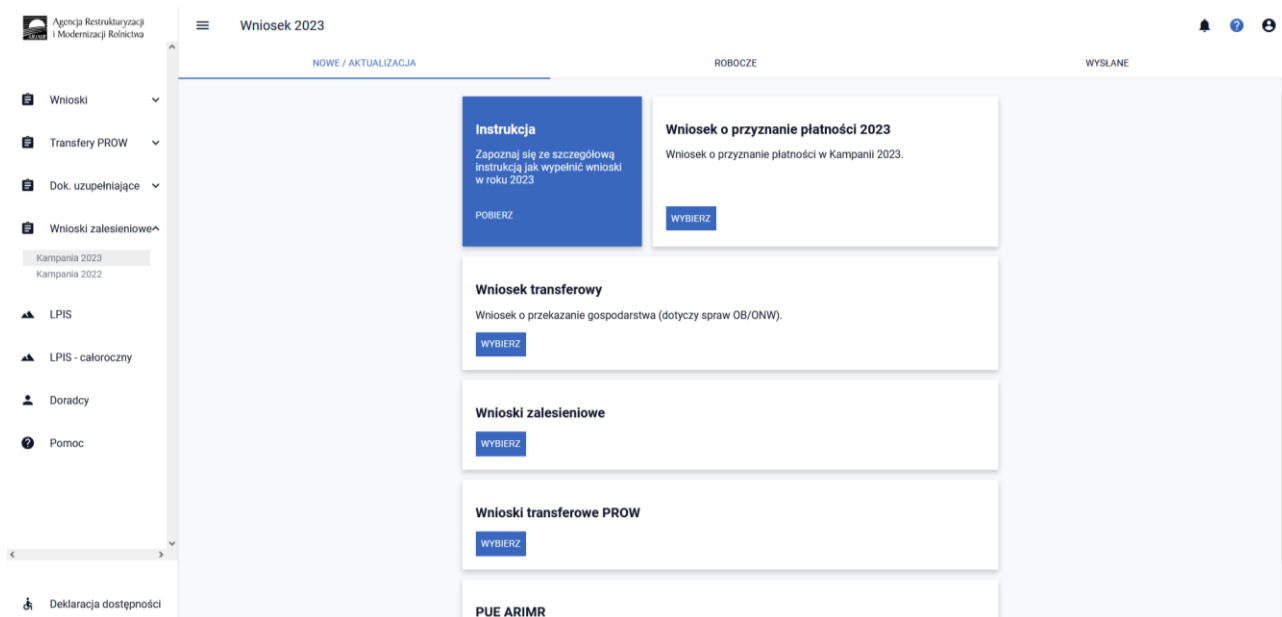 Agencja Restrukturyzacji
i Modernizacji Rolnictwa
ARiMR
Wniosek 2023
NOWE / AKTUALIZACJA
ROBOCZE
WYSŁANE
Wnioski
Transfery PROW
Dok. uzupełniające
Wnioski zalesieniowe
Kampania 2023
Kampania 2022
LPIS
LPIS - całoroczny
Doradcy
Pomoc
Deklaracja dostępności
Instrukcja
Zapoznaj się ze szczegółową
instrukcją jak wypełnić wnioski
w roku 2023
POBIERZ
Wniosek o przyznanie płatności 2023
Wniosek o przyznanie płatności w Kampanii 2023.
WYBIERZ
Wniosek transferowy
Wniosek o przekazanie gospodarstwa (dotyczy spraw OB/ONW).
WYBIERZ
Wnioski zalesieniowe
WYBIERZ
Wnioski transferowe PROW
WYBIERZ
PUE ARIMR